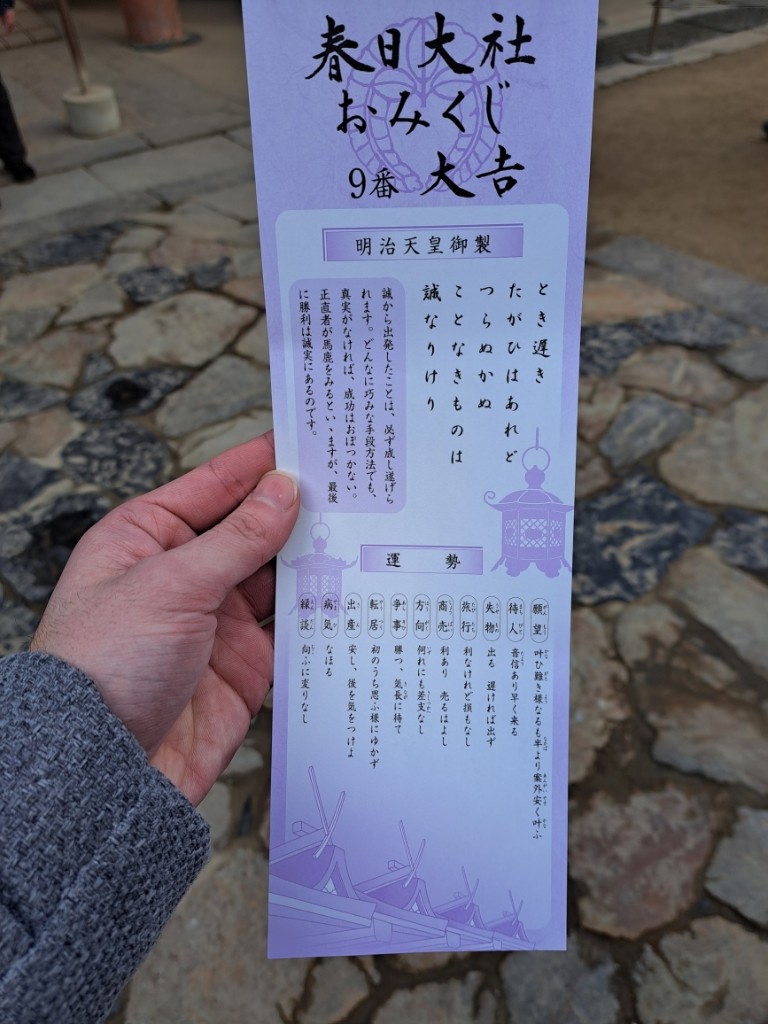 春日大社
おみくじ
9番 大吉
明治天皇御製
とき遅き
たがひはあれど
つらぬかぬ
ことなきものは
誠なりけり
誠から出発したことは、必ず成し遂げら
れます。どんなに巧みな手段方法でも、
真実がなければ、成功はおぼつかない。
正直者が馬鹿をみるといゝますが、最後
に勝利は誠実にあるのです。
運勢
願望 叶ひ難き様なるも半より案外安く叶ふ
待人 音信あり早く来る
失物 出る 遅ければ出ず
旅行 利なけれど損もなし
商売 利あり 売るはよし
方向 何れにも差支なし
争事 勝つ、気長に待て
転居 初のうち思ふ様にゆかず
出産 安し、後を気をつけよ
病気 なほる
縁談 向ふに変りなし